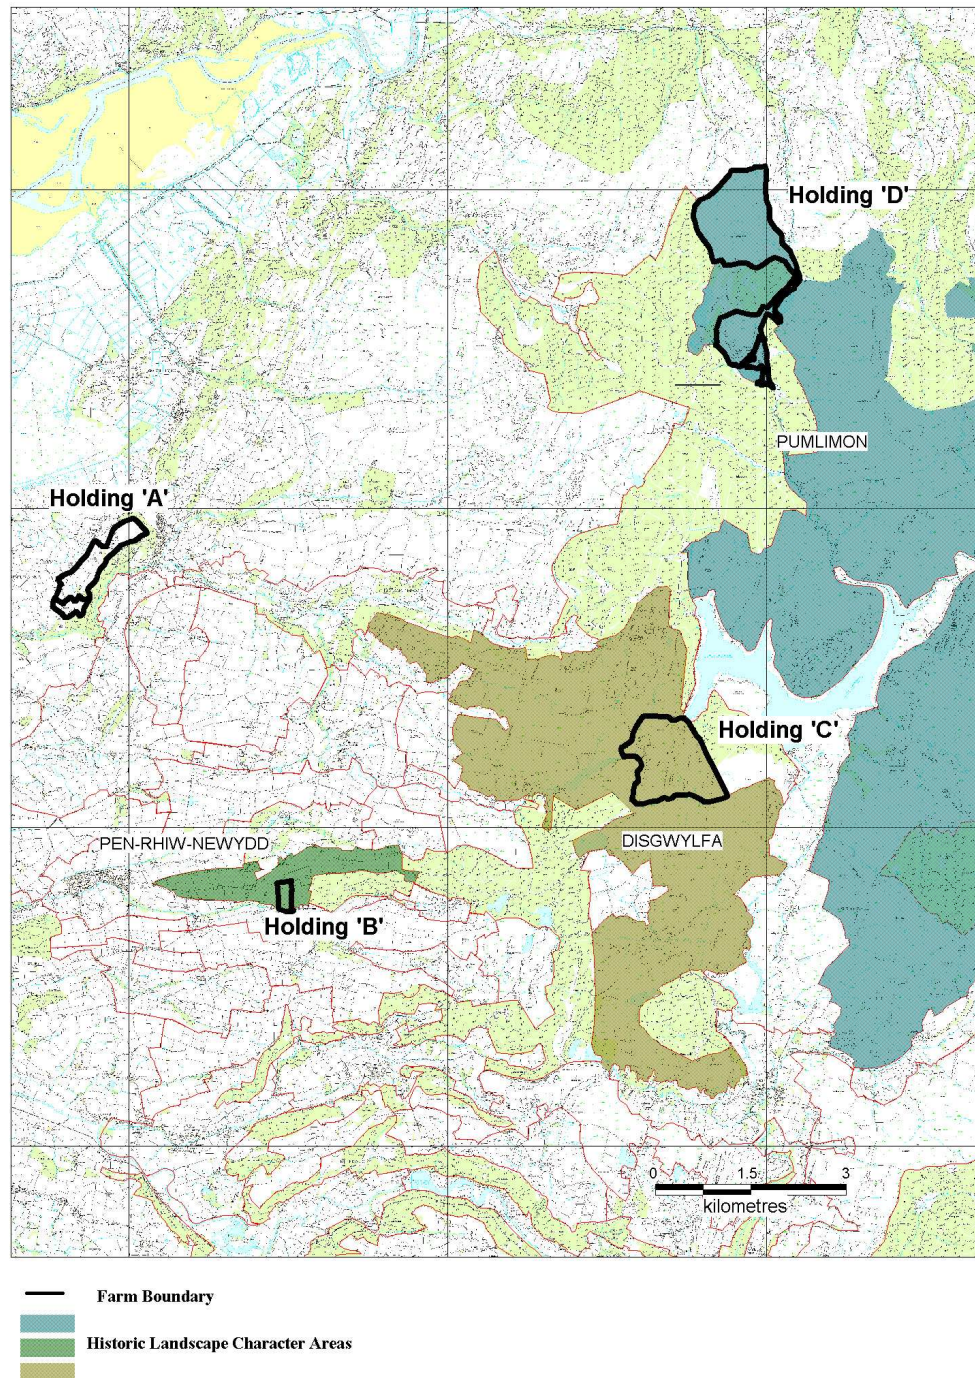 Holding 'D'
PUMLIMON
Holding 'A'
Holding 'C'
PEN-RHIW-NEWYDD
DISGWYLFA
Holding 'B'
0 1.5 3
kilometres
Farm Boundary
Historic Landscape Character Areas